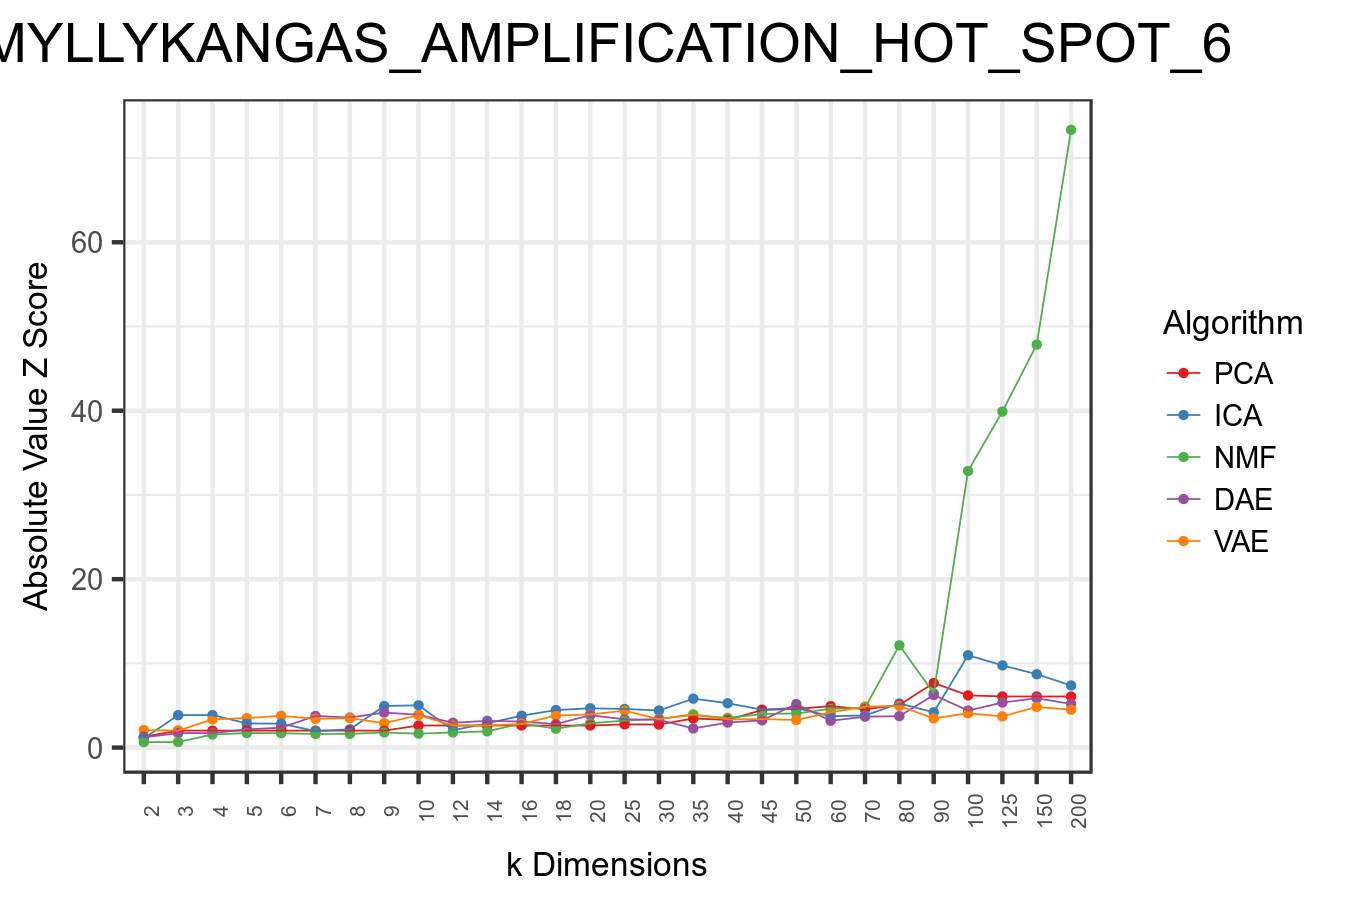 MYLLYKANGAS_AMPLIFICATION_HOT_SPOT_6
Absolute Value Z Score
60
40
20
0
2 3 4 5 6 7 8 9 10 12 14 16 18 20 25 30 35 40 45 50 60 70 80 90 100 125 150 200
k Dimensions
Algorithm
PCA
ICA
NMF
DAE
VAE